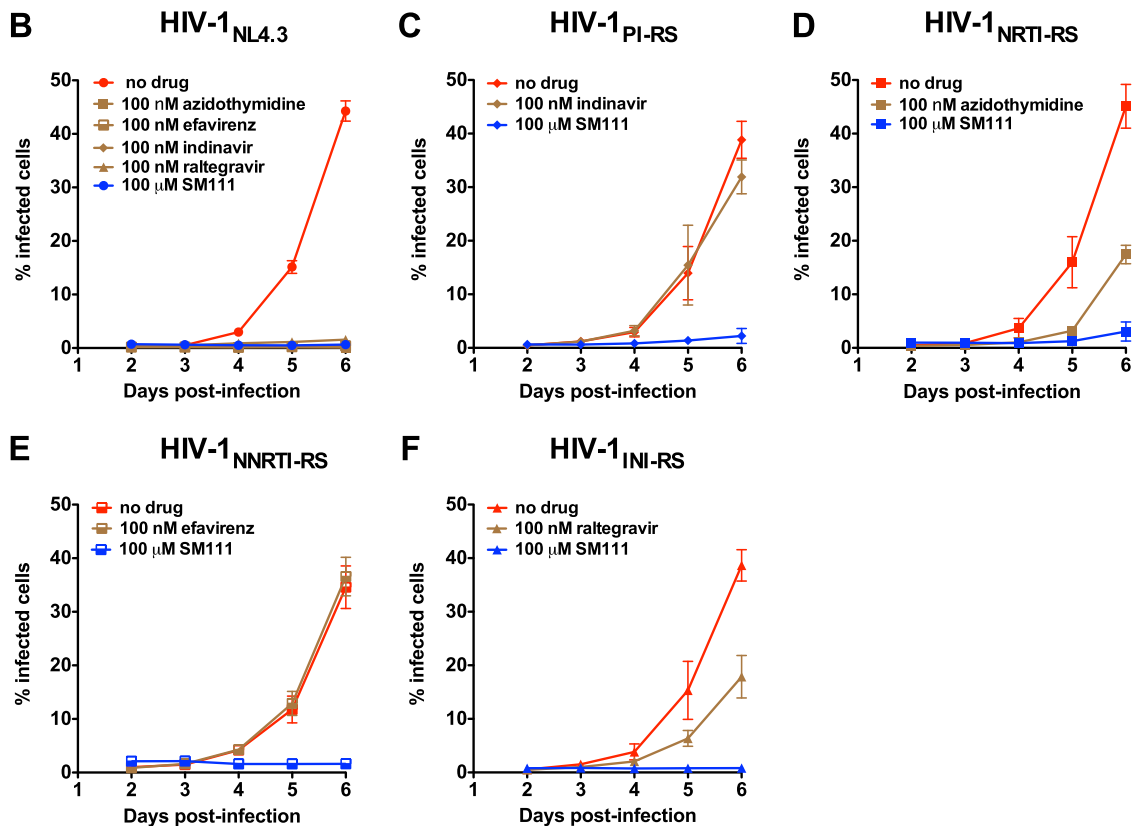 B HIV-1NL4.3
% infected cells
50
40
30
20
10
0
no drug
100 nM azidothymidine
100 nM efavirenz
100 nM indinavir
100 nM raltegravir
100 μM SM111
1 2 3 4 5 6
Days post-infection
C HIV-1PI-RS
% infected cells
50
40
30
20
10
0
no drug
100 nM indinavir
100 μM SM111
1 2 3 4 5 6
Days post-infection
D HIV-1NRTI-RS
% infected cells
50
40
30
20
10
0
no drug
100 nM azidothymidine
100 μM SM111
1 2 3 4 5 6
Days post-infection
E HIV-1NNRTI-RS
% infected cells
50
40
30
20
10
0
no drug
100 nM efavirenz
100 μM SM111
1 2 3 4 5 6
Days post-infection
F HIV-1INI-RS
% infected cells
50
40
30
20
10
0
no drug
100 nM raltegravir
100 μM SM111
1 2 3 4 5 6
Days post-infection